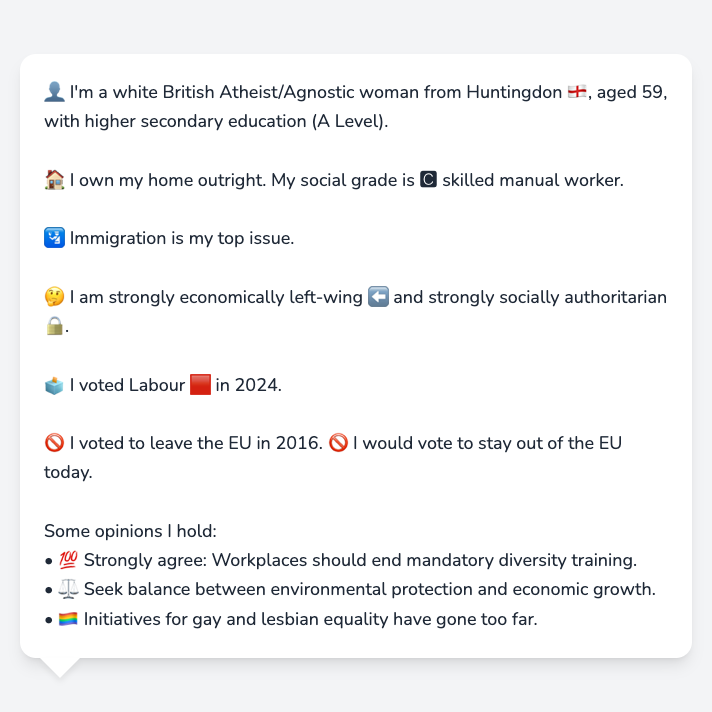 👤 I'm a white British Atheist/Agnostic woman from Huntingdon 🏴󠁧󠁢󠁥󠁮󠁧󠁿, aged 59,
with higher secondary education (A Level).
🏠 I own my home outright. My social grade is 🅲 skilled manual worker.
🛂 Immigration is my top issue.
🤔 I am strongly economically left-wing ⬅️ and strongly socially authoritarian
🔒.
🗳️ I voted Labour 🟥 in 2024.
🚫 I voted to leave the EU in 2016. 🚫 I would vote to stay out of the EU
today.
Some opinions I hold:
• 💯 Strongly agree: Workplaces should end mandatory diversity training.
• ⚖️ Seek balance between environmental protection and economic growth.
• 🏳️‍🌈 Initiatives for gay and lesbian equality have gone too far.